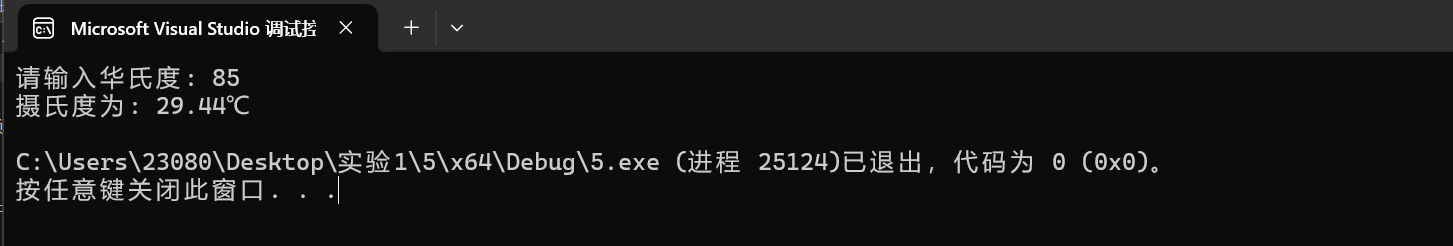 Microsoft Visual Studio 调试控
请输入华氏度: 85
摄氏度为: 29.44℃
C:\Users\23080\Desktop\实验1\5\x64\Debug\5.exe (进程 25124)已退出，代码为 0 (0x0)。
按任意键关闭此窗口. . .